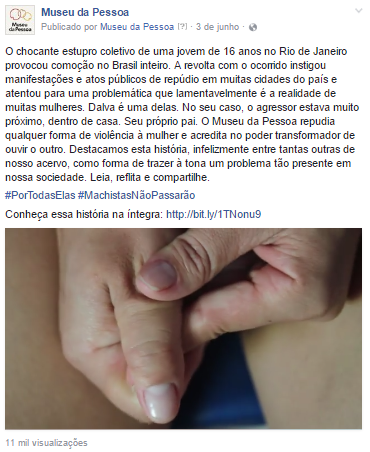 Museu da Pessoa
Museu
da Pessoa
Publicado por Museu da Pessoa [?] · 3 de junho ·
O chocante estupro coletivo de uma jovem de 16 anos no Rio de Janeiro
provocou comoção no Brasil inteiro. A revolta com o ocorrido instigou
manifestações e atos públicos de repúdio em muitas cidades do país e
atentou para uma problemática que lamentavelmente é a realidade de
muitas mulheres. Dalva é uma delas. No seu caso, o agressor estava muito
próximo, dentro de casa. Seu próprio pai. O Museu da Pessoa repudia
qualquer forma de violência à mulher e acredita no poder transformador de
ouvir o outro. Destacamos esta história, infelizmente entre tantas outras de
nosso acervo, como forma de trazer à tona um problema tão presente em
nossa sociedade. Leia, reflita e compartilhe.
#PorTodasElas #MachistasNãoPassarão
Conheça essa história na íntegra: http://bit.ly/1TNonu9
11 mil visualizações